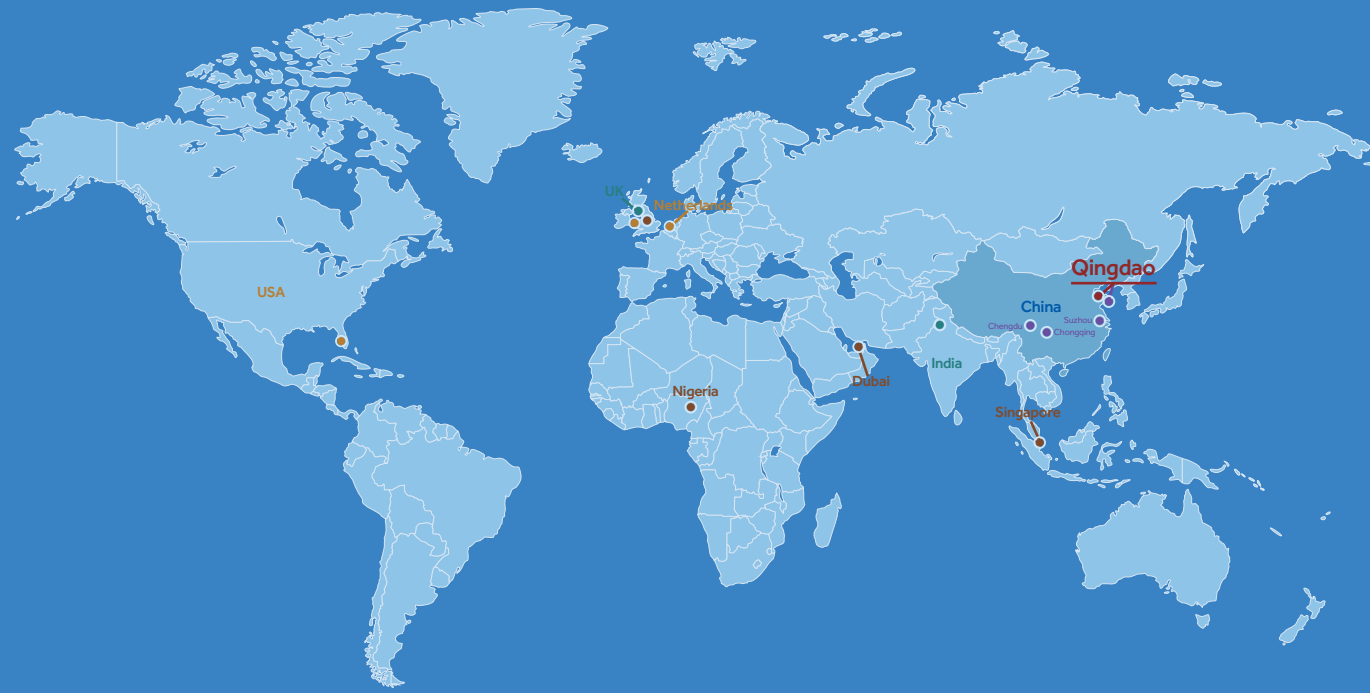 UK
Netherlands
Qingdao
USA
China
Suzhou
Chengdu
Chongqing
India
Dubai
Nigeria
Singapore